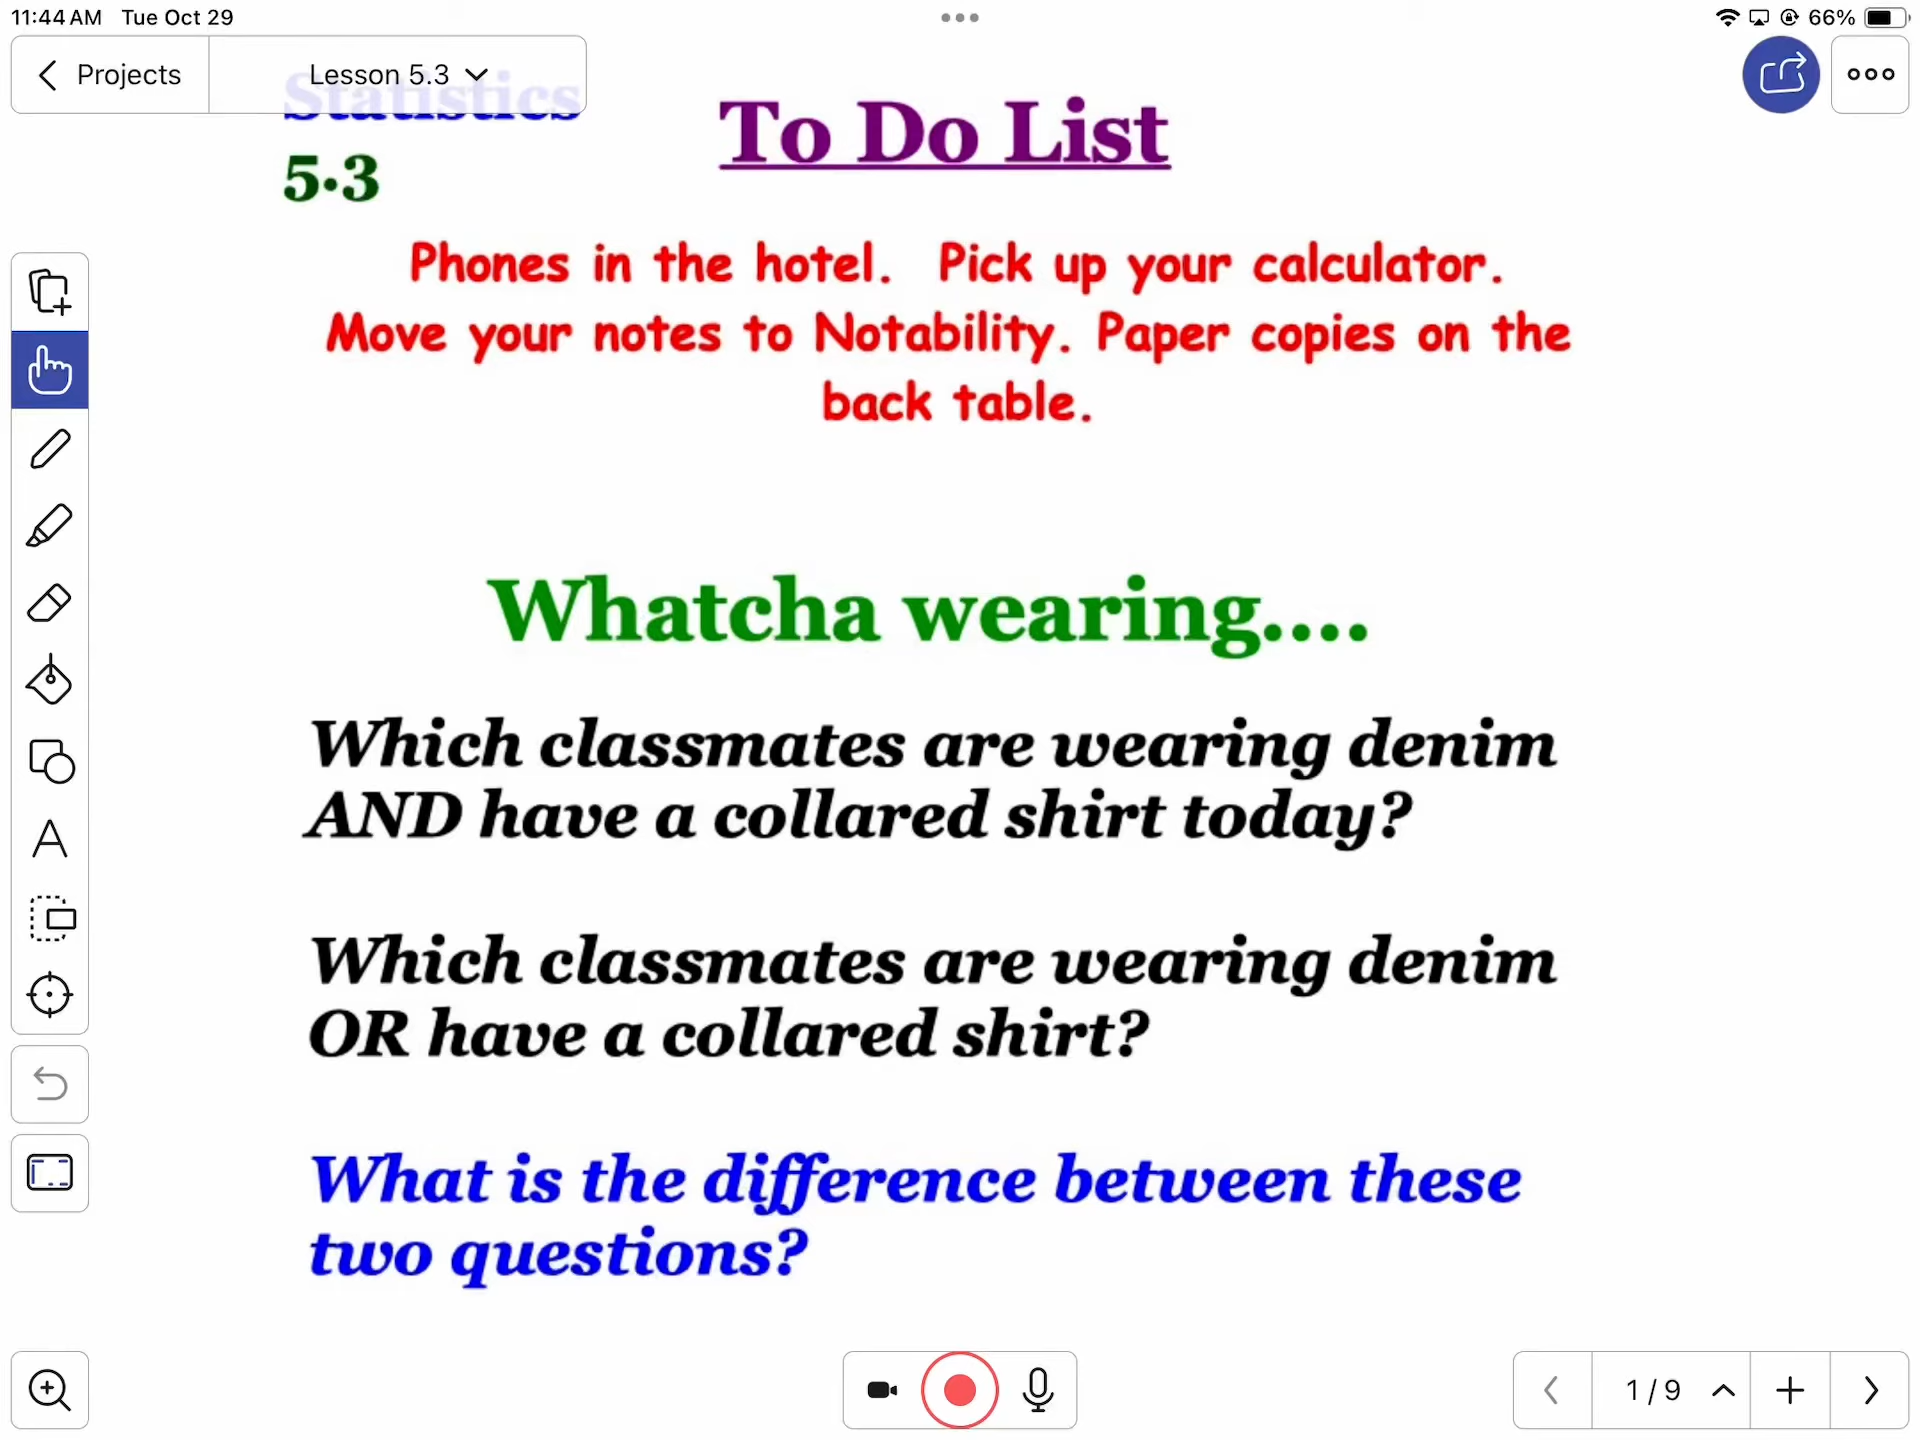 11:44 AM Tue Oct 29
66%
Projects
Lesson 5.3
Statistics
To Do List
5.3
Phones in the hotel. Pick up your calculator.
Move your notes to Notability. Paper copies on the
back table.
Whatcha wearing....
Which classmates are wearing denim
AND have a collared shirt today?
Which classmates are wearing denim
OR have a collared shirt?
What is the difference between these
two questions?
1 / 9